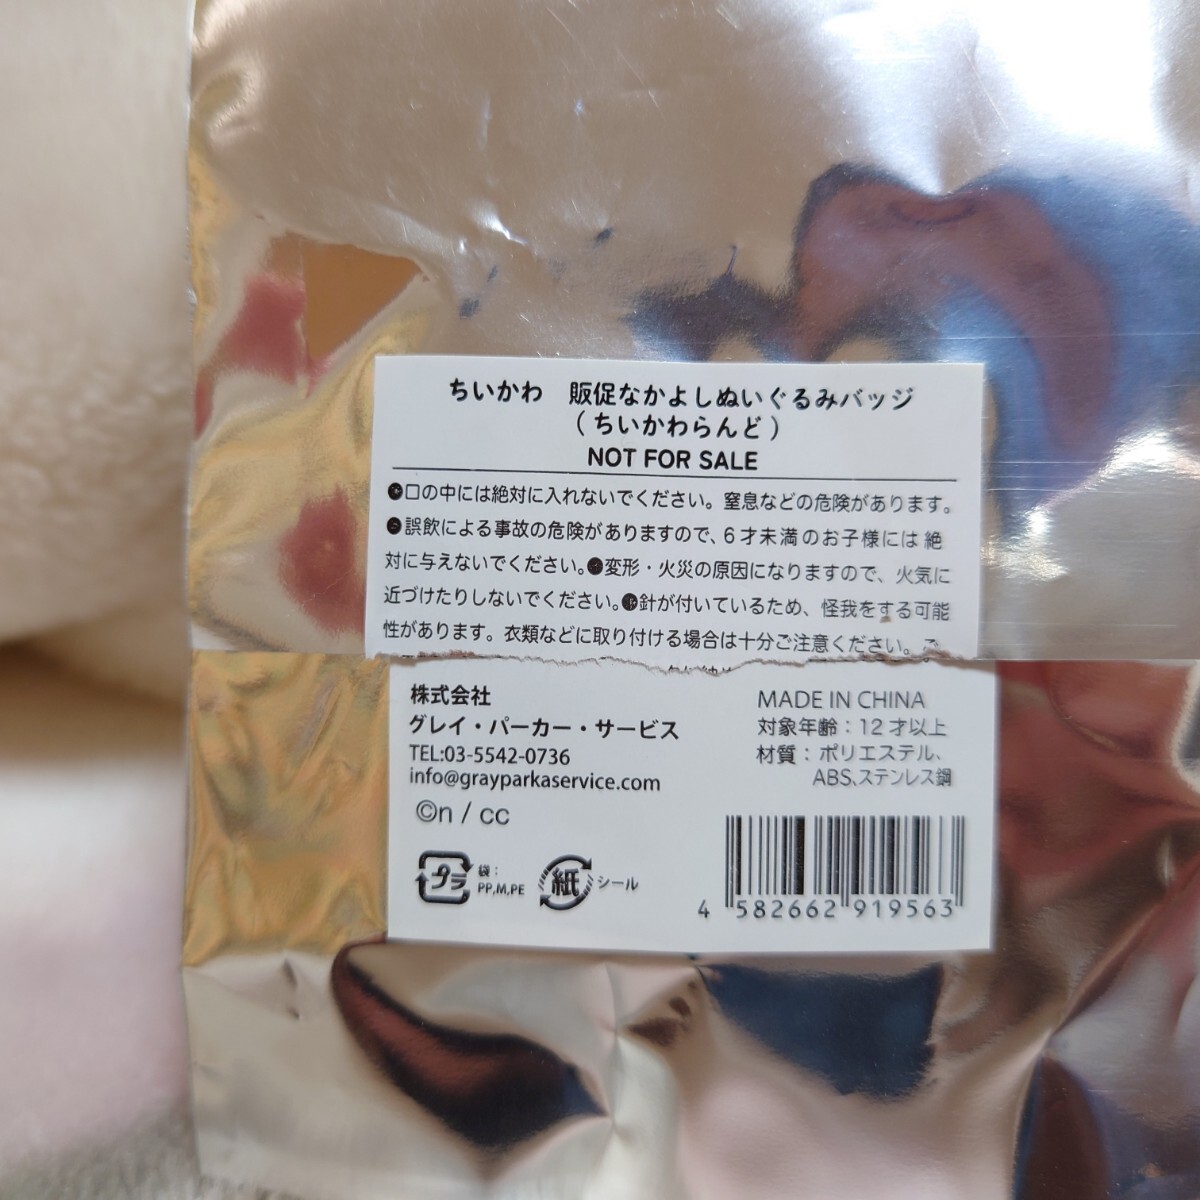 ちいかわ 販促なかよしぬいぐるみバッジ
(ちいかわらんど)
NOT FOR SALE
●口の中には絶対に入れないでください。窒息などの危険があります。
●誤飲による事故の危険がありますので、6才未満のお子様には絶
対に与えないでください。●変形・火災の原因になりますので、火気に
近づけたりしないでください。●針が付いているため、怪我をする可能
性があります。衣類などに取り付ける場合は十分ご注意ください。ご
株式会社
グレイ・パーカー・サービス
TEL:03-5542-0736
info@grayparkaservice.com
©n / cc
プラ 袋:
PP,M,PE
紙 シール
MADE IN CHINA
対象年齢:12才以上
材質:ポリエステル、
ABS、ステンレス鋼
4 582662 919563